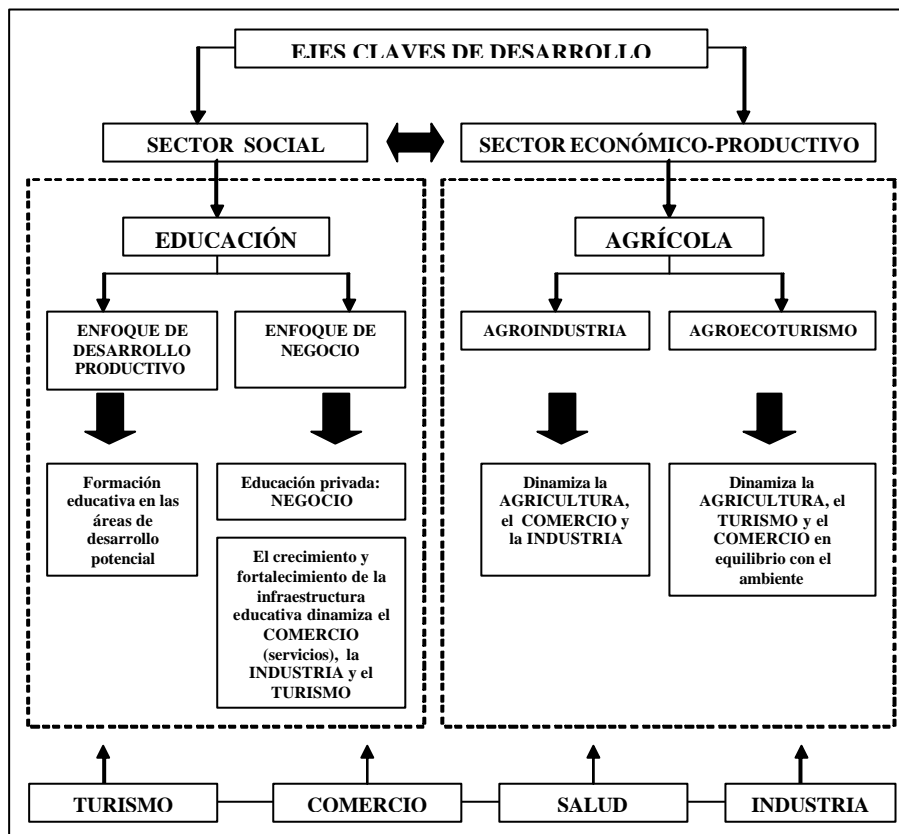 EJES CLAVES DE DESARROLLO
SECTOR SOCIAL
SECTOR ECONÓMICO-PRODUCTIVO
EDUCACIÓN
AGRÍCOLA
ENFOQUE DE
DESARROLLO
PRODUCTIVO
ENFOQUE DE
NEGOCIO
AGROINDUSTRIA
AGROECOTURISMO
Formación
educativa en las
áreas de
desarrollo
potencial
Educación privada:
NEGOCIO
El crecimiento y
fortalecimiento de la
infraestructura
educativa dinamiza el
COMERCIO
(servicios), la
INDUSTRIA y el
TURISMO
Dinamiza la
AGRICULTURA,
el COMERCIO y
la INDUSTRIA
Dinamiza la
AGRICULTURA, el
TURISMO y el
COMERCIO en
equilibrio con el
ambiente
TURISMO
COMERCIO
SALUD
INDUSTRIA